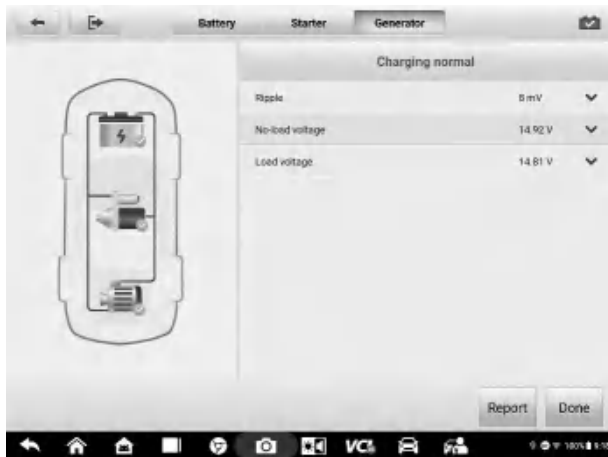 Battery Starter Generator
Charging normal
Ripple 8 mV
No-load voltage 14.92 V
Load voltage 14.81 V
Report Done
VCI
100%